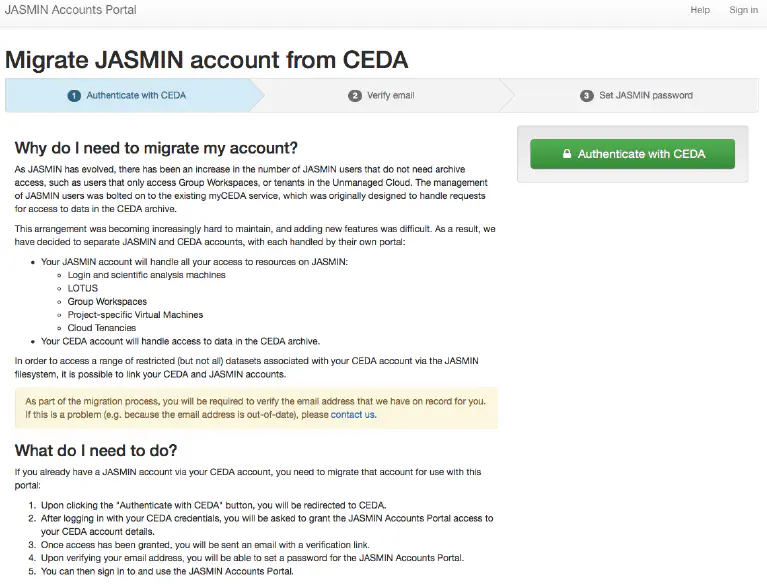 JASMIN Accounts Portal
Help Sign in
Migrate JASMIN account from CEDA
1 Authenticate with CEDA
2 Verify email
3 Set JASMIN password
Why do I need to migrate my account?
As JASMIN has evolved, there has been an increase in the number of JASMIN users that do not need archive
access, such as users that only access Group Workspaces, or tenants in the Unmanaged Cloud. The management
of JASMIN users was bolted on to the existing myCEDA service, which was originally designed to handle requests
for access to data in the CEDA archive.
This arrangement was becoming increasingly hard to maintain, and adding new features was difficult. As a result, we
have decided to separate JASMIN and CEDA accounts, with each handled by their own portal:
• Your JASMIN account will handle all your access to resources on JASMIN:
◦ Login and scientific analysis machines
◦ LOTUS
◦ Group Workspaces
◦ Project-specific Virtual Machines
◦ Cloud Tenancies
• Your CEDA account will handle access to data in the CEDA archive.
In order to access a range of restricted (but not all) datasets associated with your CEDA account via the JASMIN
filesystem, it is possible to link your CEDA and JASMIN accounts.
As part of the migration process, you will be required to verify the email address that we have on record for you.
If this is a problem (e.g. because the email address is out-of-date), please contact us.
What do I need to do?
If you already have a JASMIN account via your CEDA account, you need to migrate that account for use with this
portal:
1. Upon clicking the "Authenticate with CEDA" button, you will be redirected to CEDA.
2. After logging in with your CEDA credentials, you will be asked to grant the JASMIN Accounts Portal access to
your CEDA account details.
3. Once access has been granted, you will be sent an email with a verification link.
4. Upon verifying your email address, you will be able to set a password for the JASMIN Accounts Portal.
5. You can then sign in to and use the JASMIN Accounts Portal.
Authenticate with CEDA